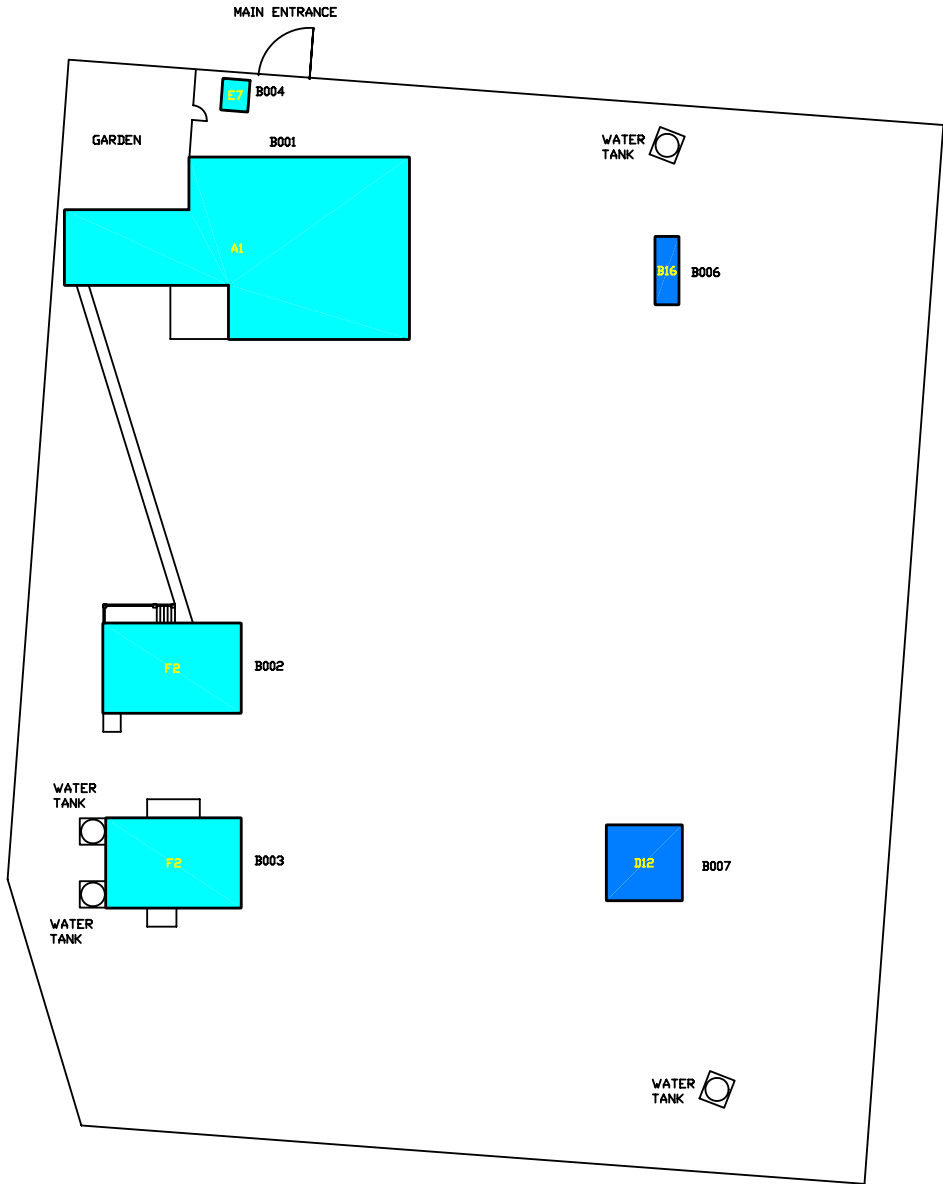 MAIN ENTRANCE
E7
B004
GARDEN
B001
WATER
TANK
A1
B16
B006
F2
B002
WATER
TANK
F2
B003
D12
B007
WATER
TANK
WATER
TANK